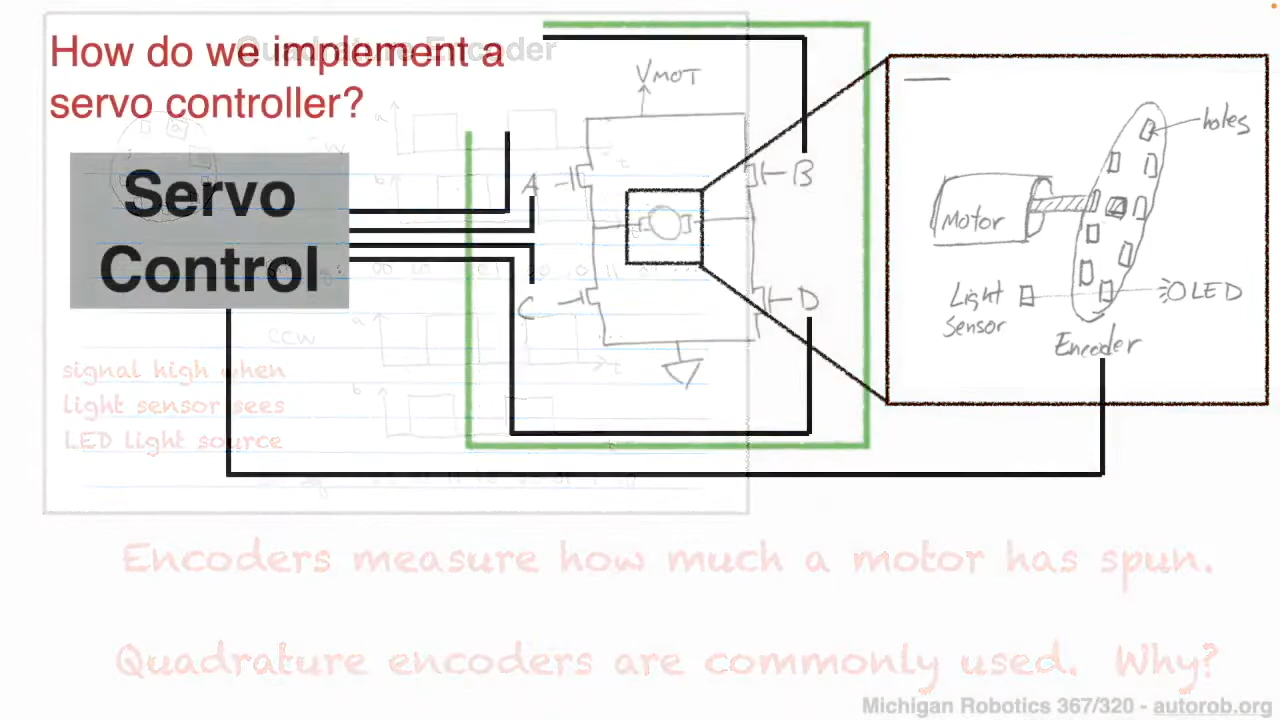 How do we implement a
servo controller?
Quadrature Encoder
Servo
Control
VMOT
A
B
C
D
holes
Motor
Light
Sensor
LED
Encoder
a
t
b
CCW
a
t
b
signal high when
light sensor sees
LED light source
Encoders measure how much a motor has spun.
Quadrature encoders are commonly used. Why?
Michigan Robotics 367/320 - autorob.org